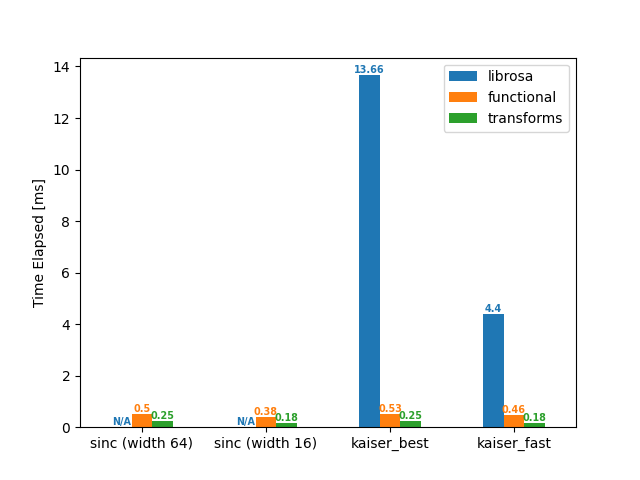 14
12
10
8
6
4
2
0
Time Elapsed [ms]
librosa
functional
transforms
N/A 0.5 0.25
N/A 0.38 0.18
13.66 0.53 0.25
4.4 0.46 0.18
sinc (width 64) sinc (width 16) kaiser_best kaiser_fast